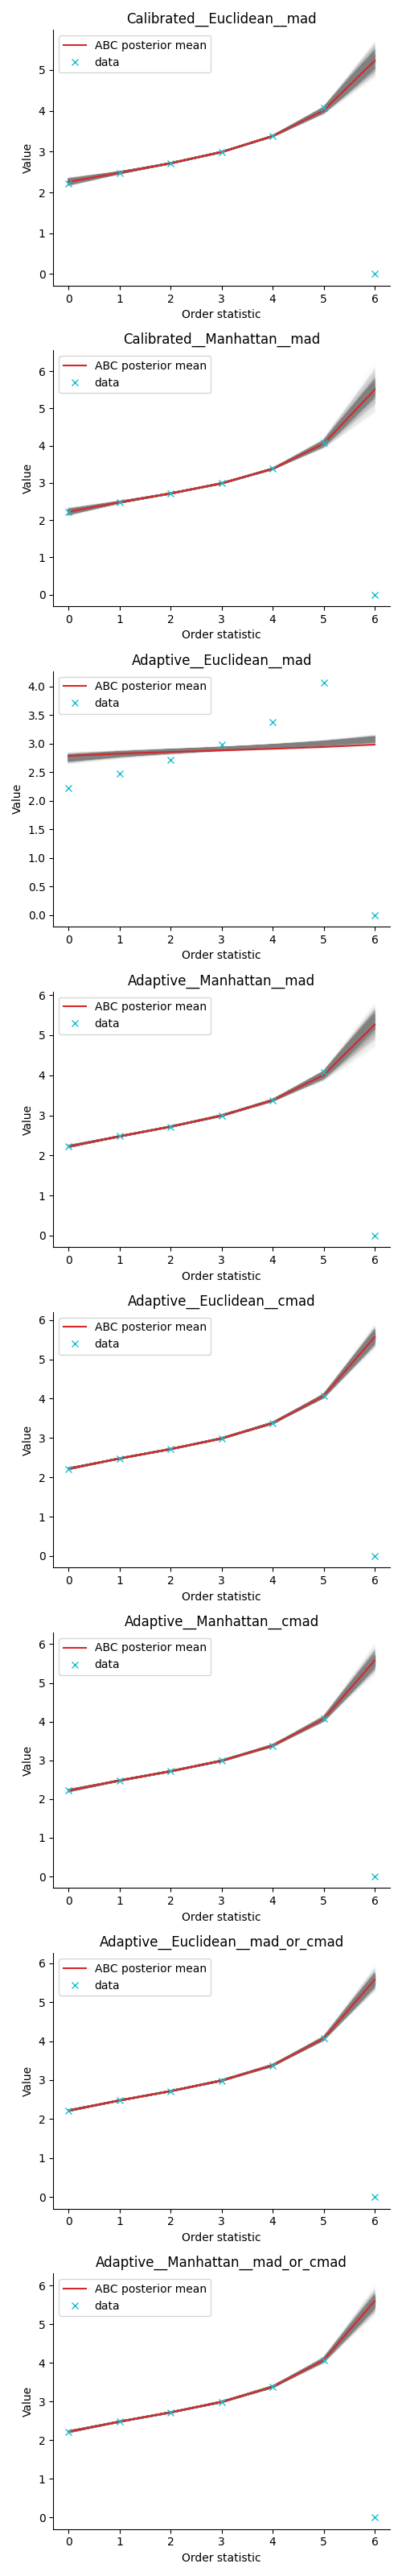 Calibrated__Euclidean__mad
ABC posterior mean
data
Value
5
4
3
2
1
0
0 1 2 3 4 5 6
Order statistic
Calibrated__Manhattan__mad
ABC posterior mean
data
Value
6
5
4
3
2
1
0
0 1 2 3 4 5 6
Order statistic
Adaptive__Euclidean__mad
ABC posterior mean
data
Value
4.0
3.5
3.0
2.5
2.0
1.5
1.0
0.5
0.0
0 1 2 3 4 5 6
Order statistic
Adaptive__Manhattan__mad
ABC posterior mean
data
Value
6
5
4
3
2
1
0
0 1 2 3 4 5 6
Order statistic
Adaptive__Euclidean__cmad
ABC posterior mean
data
Value
6
5
4
3
2
1
0
0 1 2 3 4 5 6
Order statistic
Adaptive__Manhattan__cmad
ABC posterior mean
data
Value
6
5
4
3
2
1
0
0 1 2 3 4 5 6
Order statistic
Adaptive__Euclidean__mad_or_cmad
ABC posterior mean
data
Value
6
5
4
3
2
1
0
0 1 2 3 4 5 6
Order statistic
Adaptive__Manhattan__mad_or_cmad
ABC posterior mean
data
Value
6
5
4
3
2
1
0
0 1 2 3 4 5 6
Order statistic